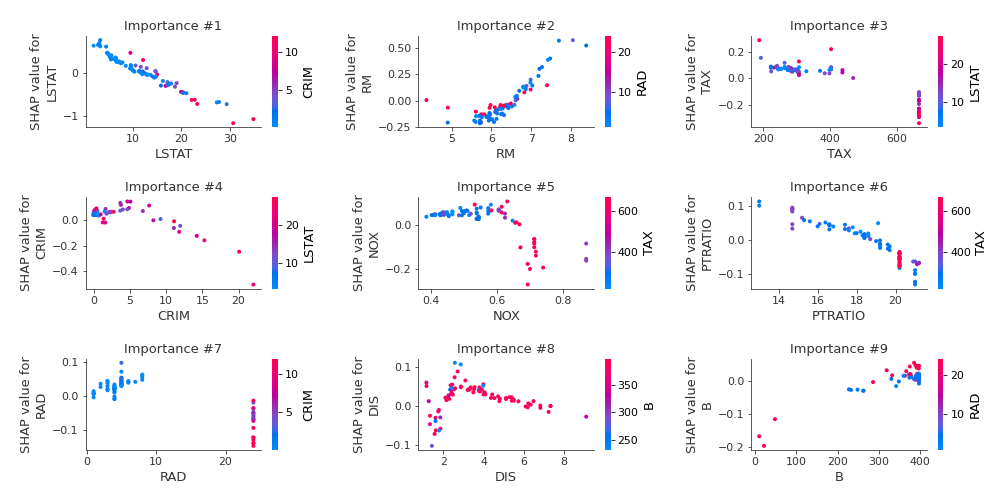 Importance #1
SHAP value for
LSTAT
0
−1
10
20
30
LSTAT
10
5
CRIM
Importance #2
SHAP value for
RM
0.50
0.25
0.00
−0.25
5
6
7
8
RM
20
10
RAD
Importance #3
SHAP value for
TAX
0.2
0.0
−0.2
200
400
600
TAX
20
10
LSTAT
Importance #4
SHAP value for
CRIM
0.0
−0.2
−0.4
0
5
10
15
20
CRIM
20
10
LSTAT
Importance #5
SHAP value for
NOX
0.0
−0.2
0.4
0.6
0.8
NOX
600
400
TAX
Importance #6
SHAP value for
PTRATIO
0.1
0.0
−0.1
14
16
18
20
PTRATIO
600
400
TAX
Importance #7
SHAP value for
RAD
0.1
0.0
−0.1
0
10
20
RAD
10
5
CRIM
Importance #8
SHAP value for
DIS
0.1
0.0
−0.1
2
4
6
8
DIS
350
300
250
B
Importance #9
SHAP value for
B
0.0
−0.1
−0.2
0
100
200
300
400
B
20
10
RAD